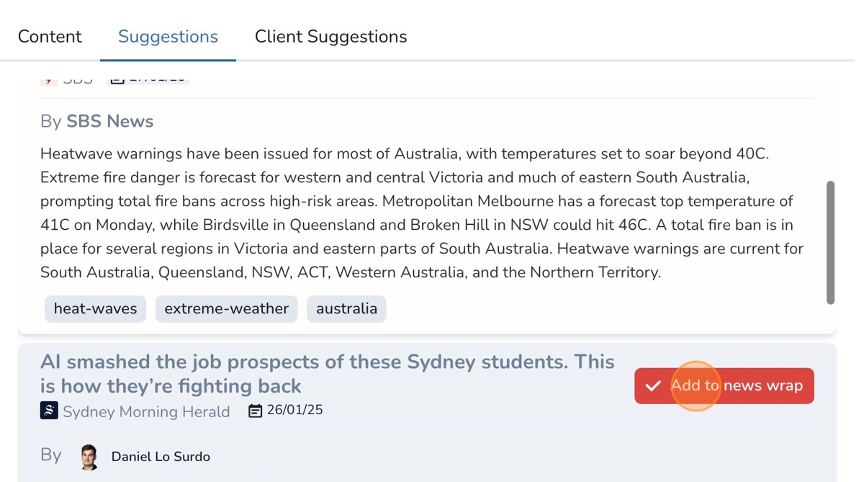 Content Suggestions Client Suggestions
SBS 27/01/25
By SBS News
Heatwave warnings have been issued for most of Australia, with temperatures set to soar beyond 40C.
Extreme fire danger is forecast for western and central Victoria and much of eastern South Australia,
prompting total fire bans across high-risk areas. Metropolitan Melbourne has a forecast top temperature of
41C on Monday, while Birdsville in Queensland and Broken Hill in NSW could hit 46C. A total fire ban is in
place for several regions in Victoria and eastern parts of South Australia. Heatwave warnings are current for
South Australia, Queensland, NSW, ACT, Western Australia, and the Northern Territory.
heat-waves extreme-weather australia
AI smashed the job prospects of these Sydney students. This
is how they’re fighting back
Add to news wrap
Sydney Morning Herald 26/01/25
By Daniel Lo Surdo